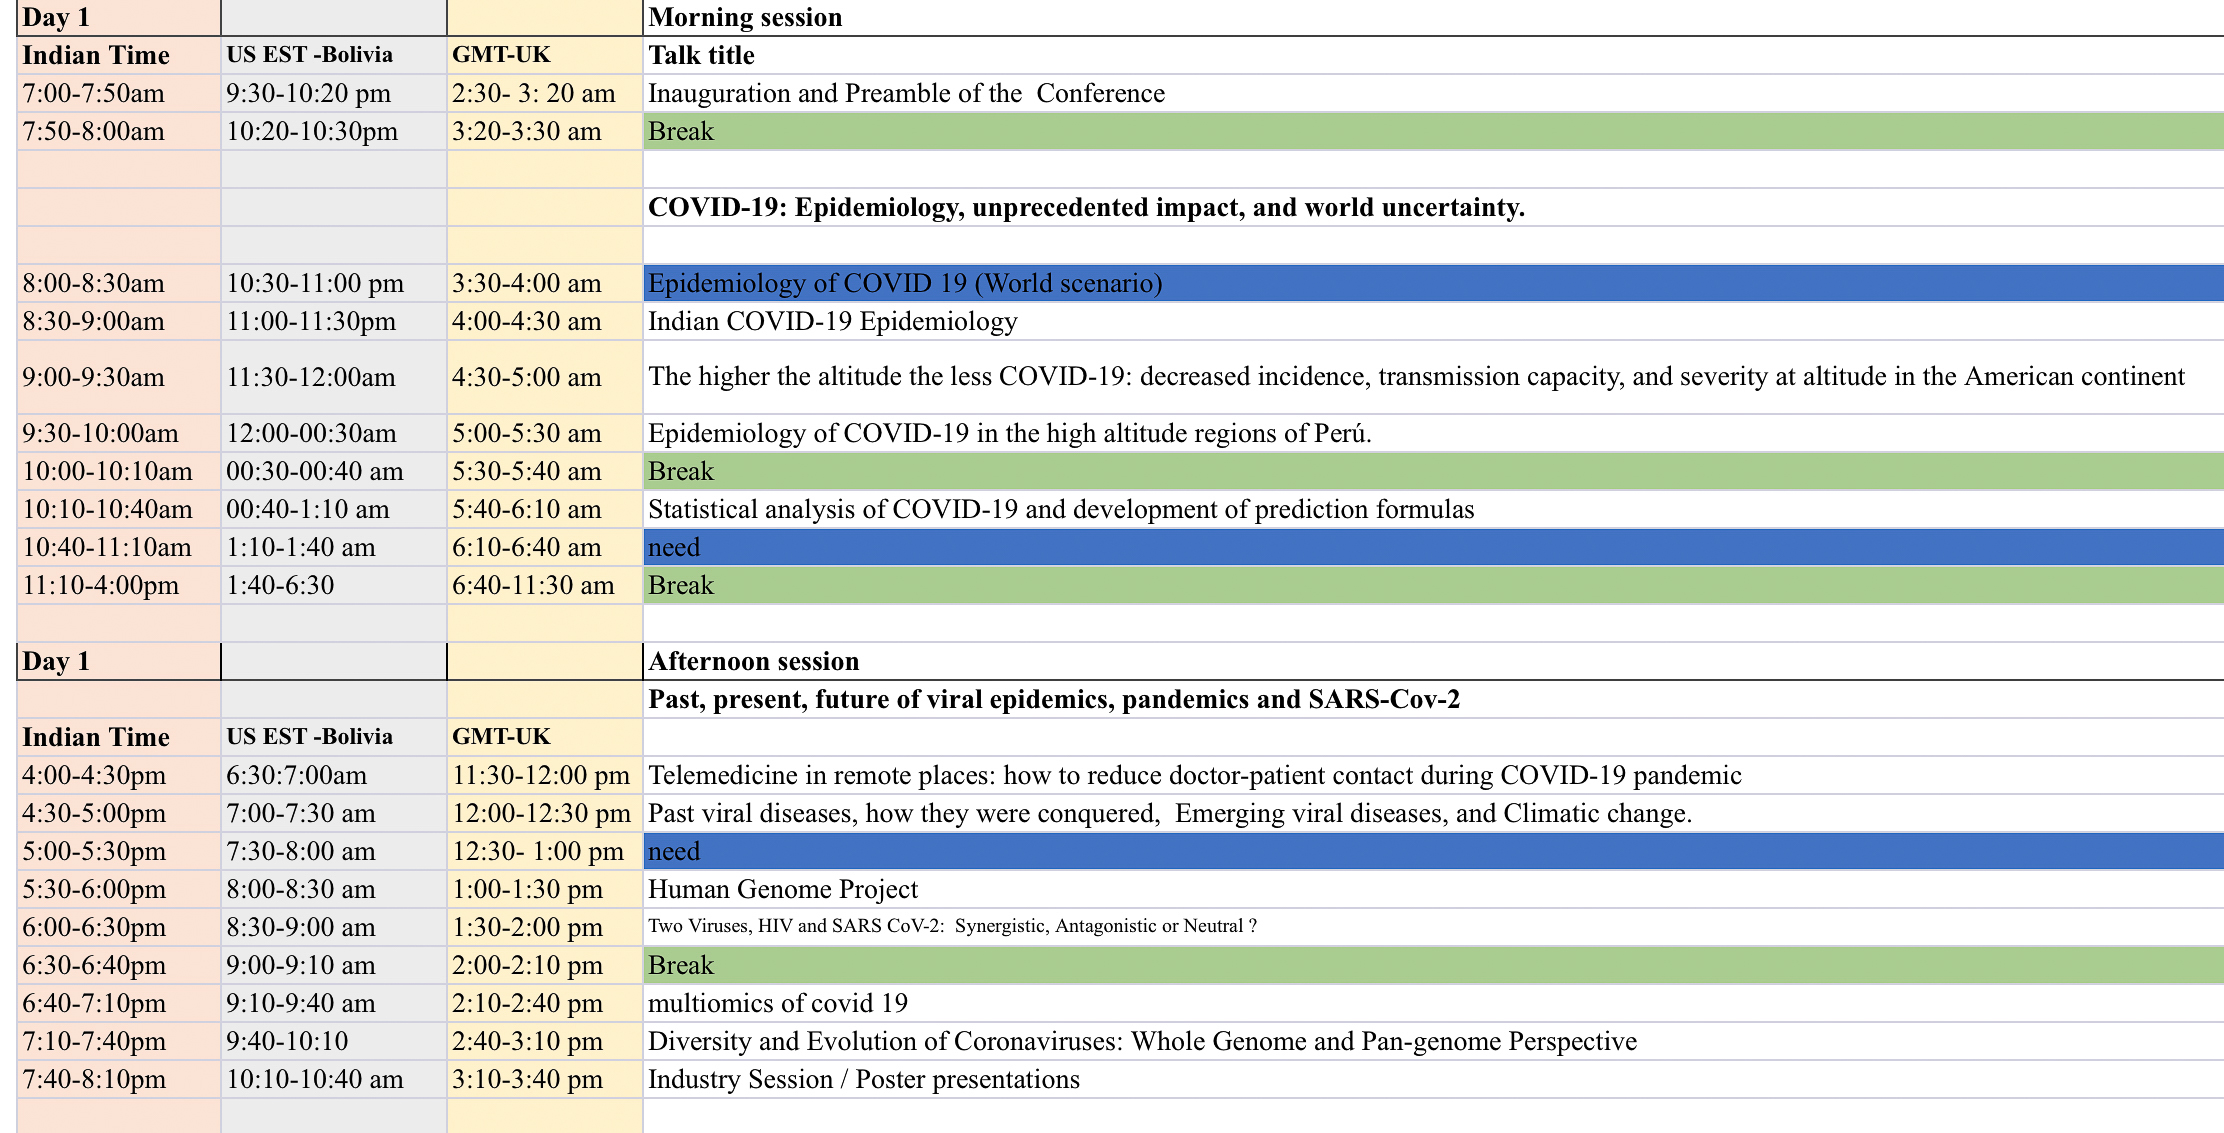 Day 1 Morning session
Indian Time US EST -Bolivia GMT-UK Talk title
7:00-7:50am 9:30-10:20 pm 2:30- 3: 20 am Inauguration and Preamble of the  Conference
7:50-8:00am 10:20-10:30pm 3:20-3:30 am Break
COVID-19: Epidemiology, unprecedented impact, and world uncertainty.
8:00-8:30am 10:30-11:00 pm 3:30-4:00 am Epidemiology of COVID 19 (World scenario)
8:30-9:00am 11:00-11:30pm 4:00-4:30 am Indian COVID-19 Epidemiology
9:00-9:30am 11:30-12:00am 4:30-5:00 am The higher the altitude the less COVID-19: decreased incidence, transmission capacity, and severity at altitude in the American continent
9:30-10:00am 12:00-00:30am 5:00-5:30 am Epidemiology of COVID-19 in the high altitude regions of Perú.
10:00-10:10am 00:30-00:40 am 5:30-5:40 am Break
10:10-10:40am 00:40-1:10 am 5:40-6:10 am Statistical analysis of COVID-19 and development of prediction formulas
10:40-11:10am 1:10-1:40 am 6:10-6:40 am need
11:10-4:00pm 1:40-6:30 6:40-11:30 am Break
Day 1 Afternoon session
Past, present, future of viral epidemics, pandemics and SARS-Cov-2
Indian Time US EST -Bolivia GMT-UK
4:00-4:30pm 6:30:7:00am 11:30-12:00 pm Telemedicine in remote places: how to reduce doctor-patient contact during COVID-19 pandemic
4:30-5:00pm 7:00-7:30 am 12:00-12:30 pm Past viral diseases, how they were conquered,  Emerging viral diseases, and Climatic change.
5:00-5:30pm 7:30-8:00 am 12:30- 1:00 pm need
5:30-6:00pm 8:00-8:30 am 1:00-1:30 pm Human Genome Project
6:00-6:30pm 8:30-9:00 am 1:30-2:00 pm Two Viruses, HIV and SARS CoV-2:  Synergistic, Antagonistic or Neutral ?
6:30-6:40pm 9:00-9:10 am 2:00-2:10 pm Break
6:40-7:10pm 9:10-9:40 am 2:10-2:40 pm multiomics of covid 19
7:10-7:40pm 9:40-10:10 2:40-3:10 pm Diversity and Evolution of Coronaviruses: Whole Genome and Pan-genome Perspective
7:40-8:10pm 10:10-10:40 am 3:10-3:40 pm Industry Session / Poster presentations